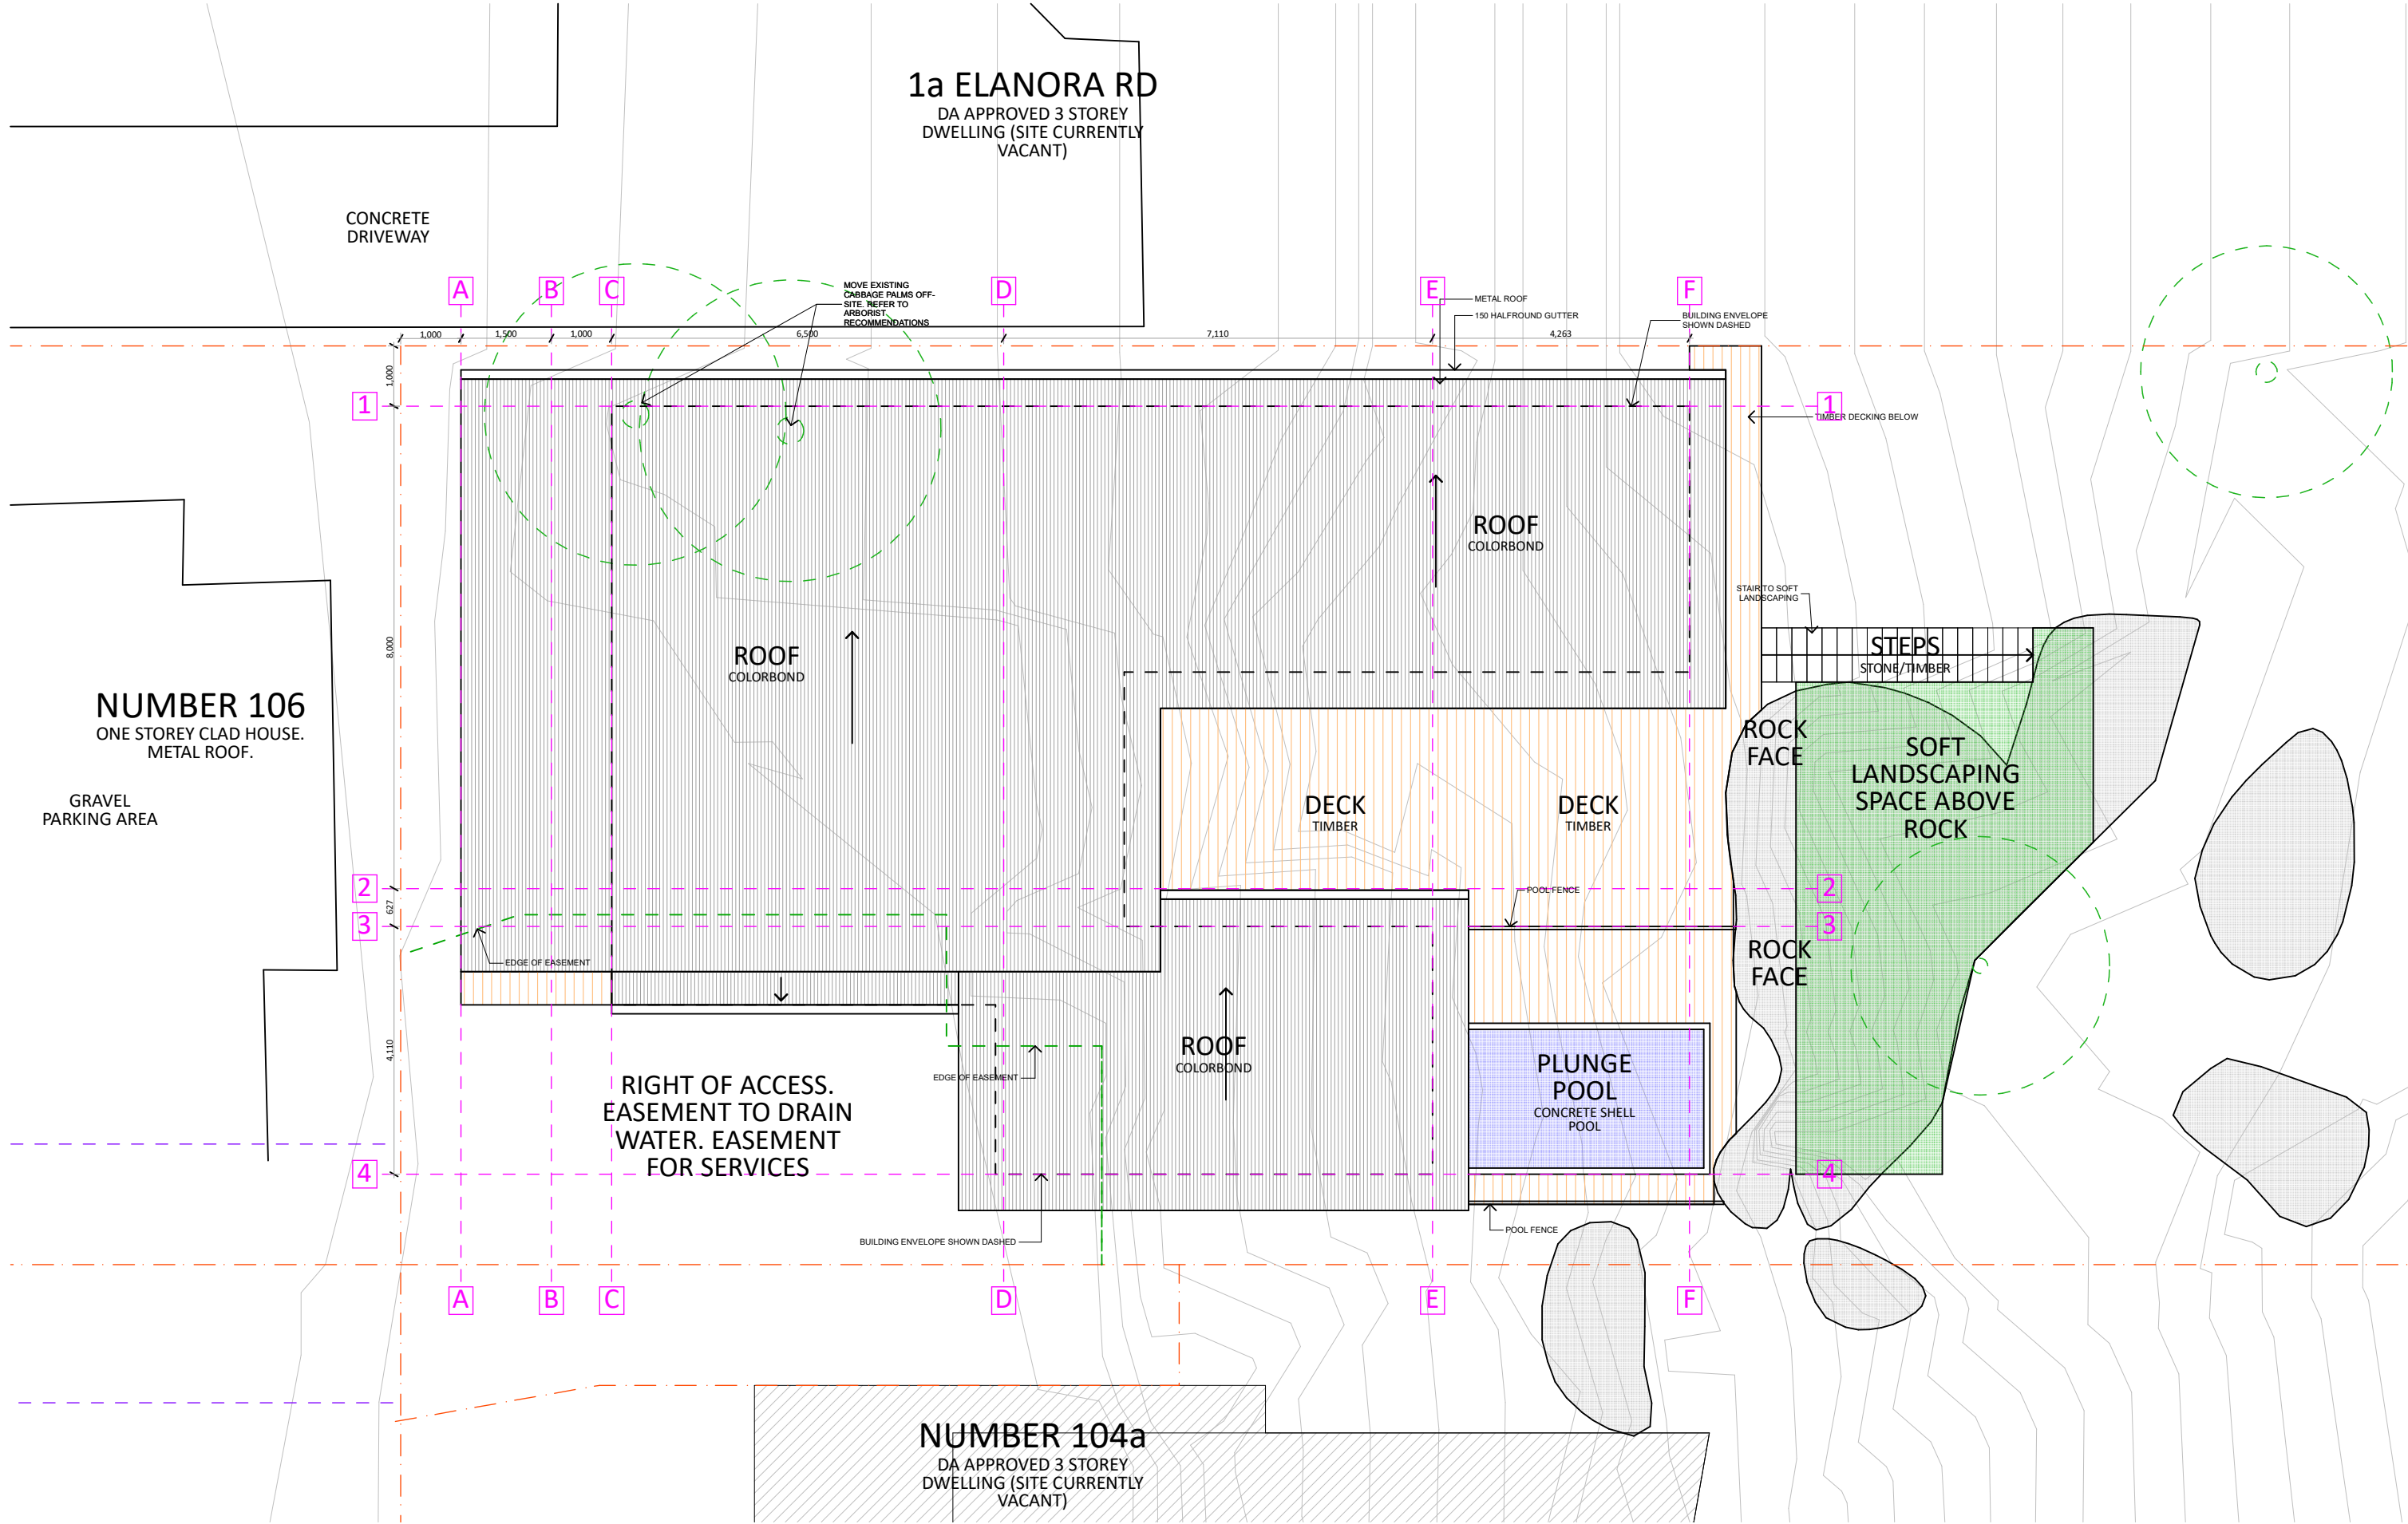 1a ELANORA RD
DA APPROVED 3 STOREY
DWELLING (SITE CURRENTLY
VACANT)
CONCRETE
DRIVEWAY
A
B
C
D
E
F
MOVE EXISTING
CABBAGE PALMS OFF-
SITE. REFER TO
ARBORIST
RECOMMENDATIONS
METAL ROOF
150 HALFROUND GUTTER
BUILDING ENVELOPE
SHOWN DASHED
1,000
1,500
1,000
6,500
7,110
4,263
1,000
1
1
TIMBER DECKING BELOW
ROOF
COLORBOND
STAIR TO SOFT
LANDSCAPING
8,000
ROOF
COLORBOND
STEPS
STONE/TIMBER
NUMBER 106
ONE STOREY CLAD HOUSE.
METAL ROOF.
ROCK
FACE
SOFT
LANDSCAPING
SPACE ABOVE
ROCK
GRAVEL
PARKING AREA
DECK
TIMBER
DECK
TIMBER
2
2
POOL FENCE
627
3
3
EDGE OF EASEMENT
ROCK
FACE
4,110
ROOF
COLORBOND
EDGE OF EASEMENT
PLUNGE
POOL
CONCRETE SHELL
POOL
RIGHT OF ACCESS.
EASEMENT TO DRAIN
WATER. EASEMENT
FOR SERVICES
4
4
BUILDING ENVELOPE SHOWN DASHED
POOL FENCE
A
B
C
D
E
F
NUMBER 104a
DA APPROVED 3 STOREY
DWELLING (SITE CURRENTLY
VACANT)